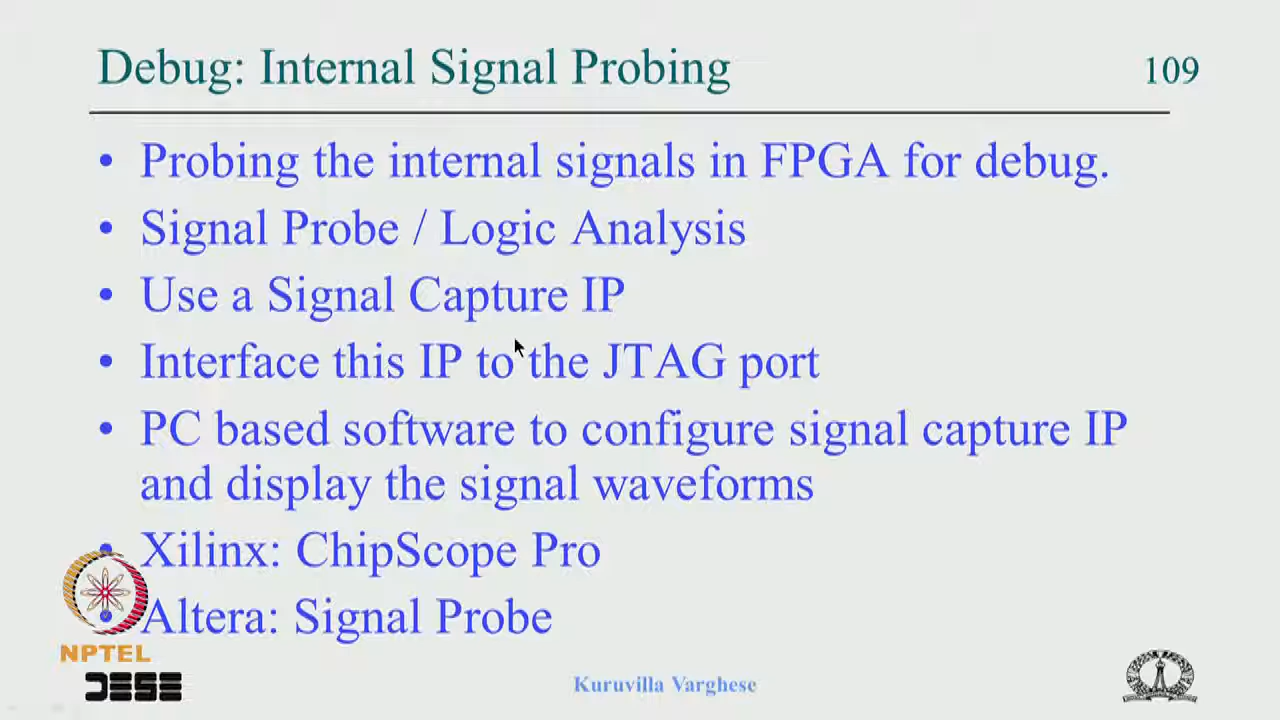 Debug: Internal Signal Probing
109
• Probing the internal signals in FPGA for debug.
• Signal Probe / Logic Analysis
• Use a Signal Capture IP
• Interface this IP to the JTAG port
• PC based software to configure signal capture IP
and display the signal waveforms
• Xilinx: ChipScope Pro
• Altera: Signal Probe
NPTEL
DESE
Kuruvilla Varghese